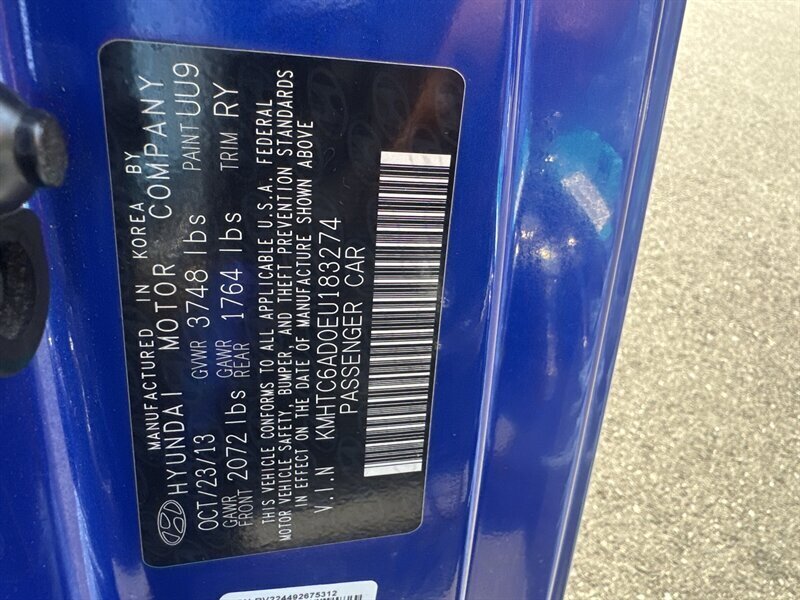 MANUFACTURED IN KOREA BY
HYUNDAI MOTOR COMPANY
OCT/23/13 GVWR 3748 lbs PAINT UU9
GAWR FRONT 2072 lbs GAWR REAR 1764 lbs TRIM RY
THIS VEHICLE CONFORMS TO ALL APPLICABLE U.S.A. FEDERAL
MOTOR VEHICLE SAFETY, BUMPER, AND THEFT PREVENTION STANDARDS
IN EFFECT ON THE DATE OF MANUFACTURE SHOWN ABOVE
V.I.N KMHTC6AD0EU183274
PASSENGER CAR